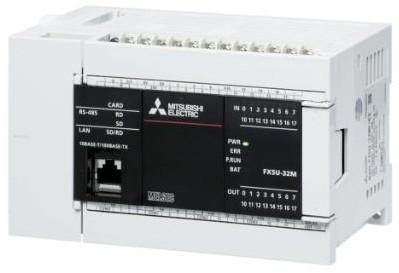 CARD
RS-485 RD
SD
LAN SD/RD
10BASE-T/100BASE-TX
MITSUBISHI
ELECTRIC
IN 0 1 2 3 4 5 6 7
10 11 12 13 14 15 16 17
PWR
ERR
P.RUN
BAT
FX5U-32M
OUT 0 1 2 3 4 5 6 7
10 11 12 13 14 15 16 17